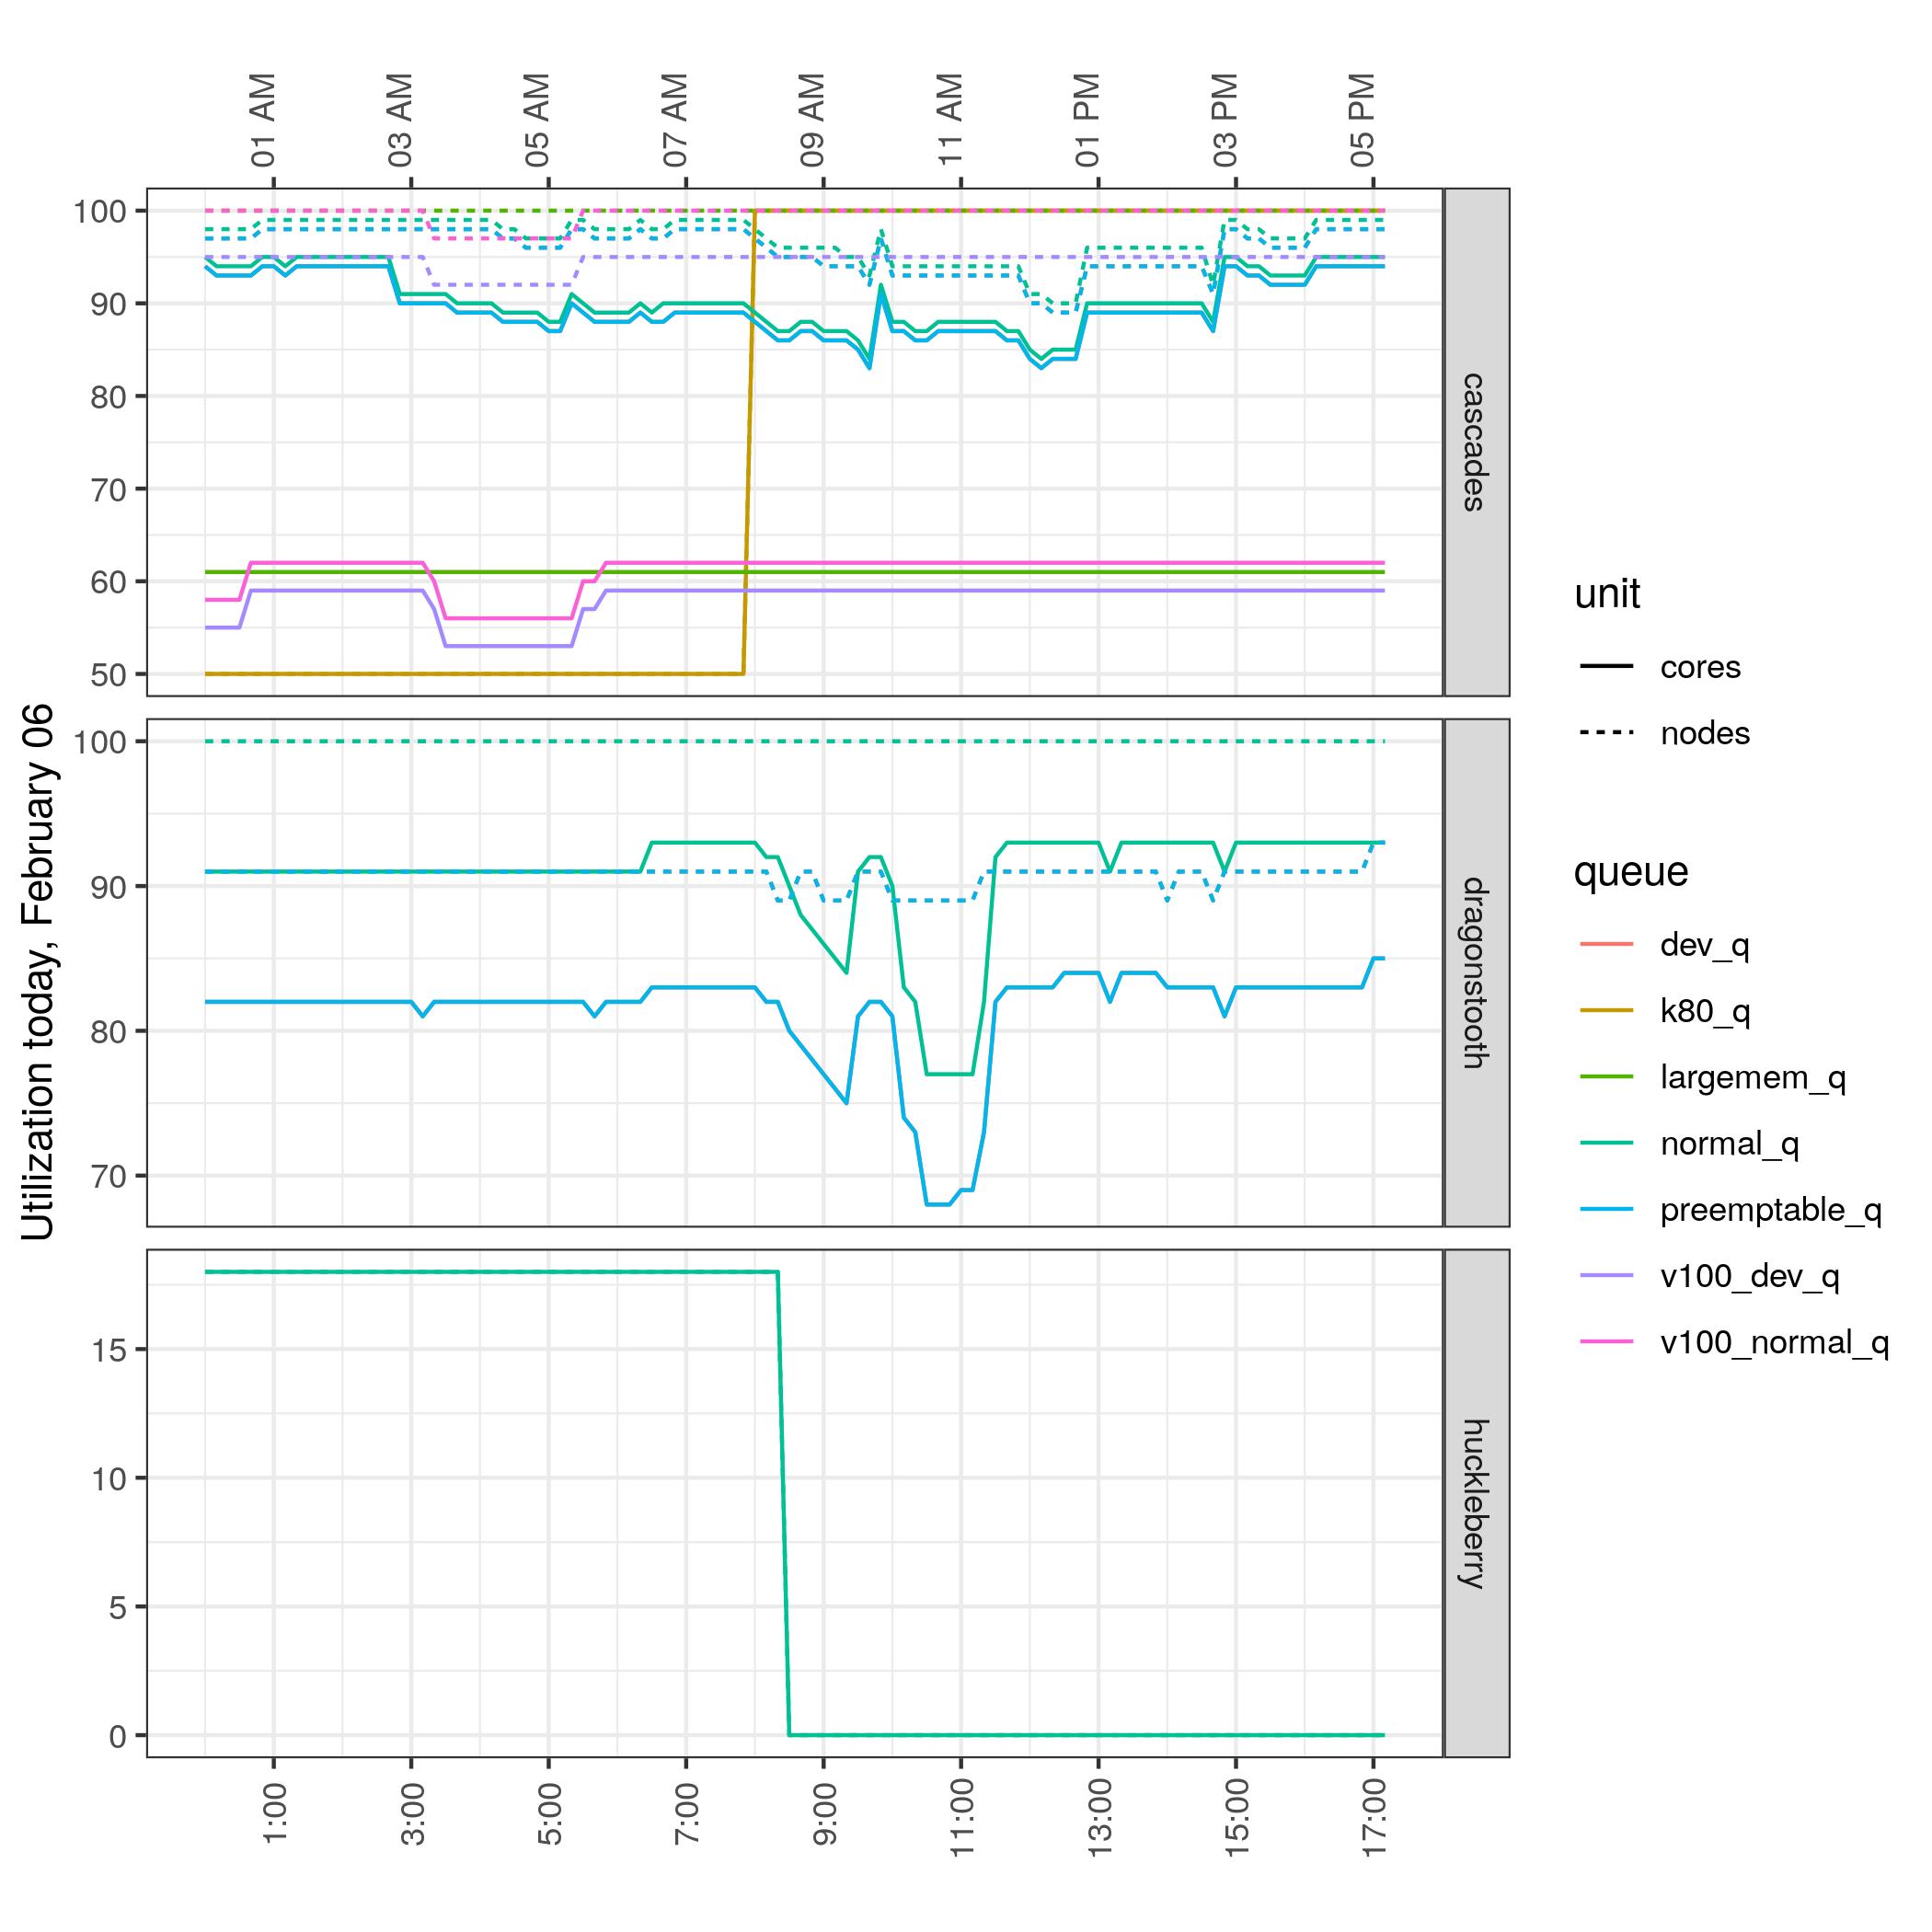 01 AM
03 AM
05 AM
07 AM
09 AM
11 AM
01 PM
03 PM
05 PM
100
90
80
70
60
50
cascades
100
90
80
70
dragonstooth
15
10
5
0
huckleberry
1:00
3:00
5:00
7:00
9:00
11:00
13:00
15:00
17:00
Utilization today, February 06
unit
cores
nodes
queue
dev_q
k80_q
largemem_q
normal_q
preemptable_q
v100_dev_q
v100_normal_q